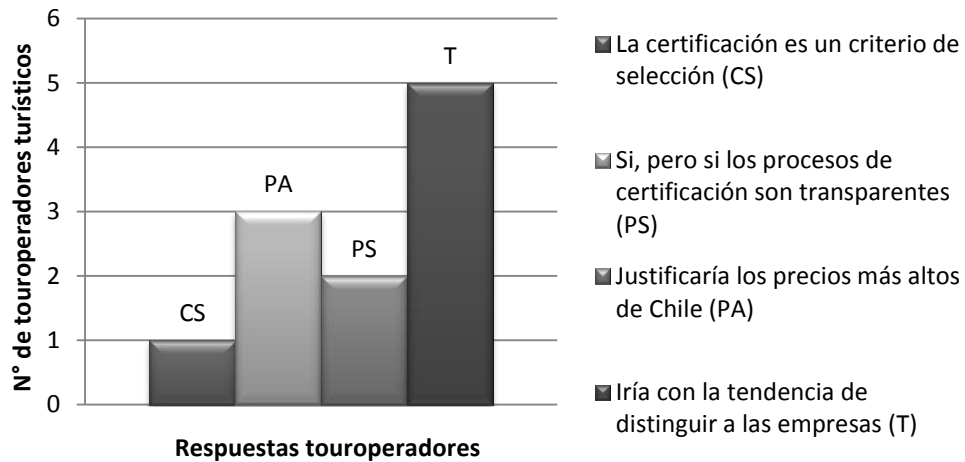 N° de touroperadores turísticos
6
5
4
3
2
1
0
CS
PA
PS
T
Respuestas touroperadores
La certificación es un criterio de
selección (CS)
Si, pero si los procesos de
certificación son transparentes
(PS)
Justificaría los precios más altos
de Chile (PA)
Iría con la tendencia de
distinguir a las empresas (T)